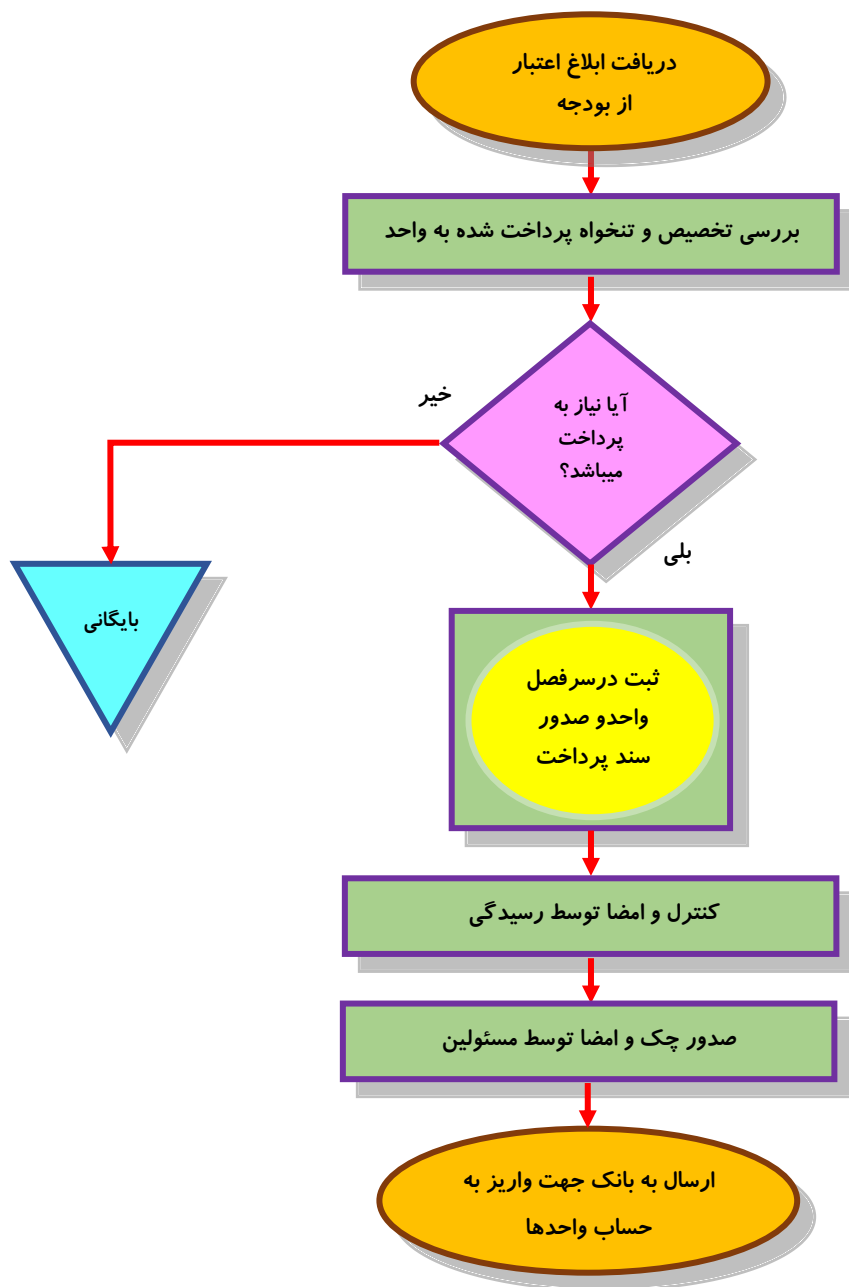 دریافت ابلاغ اعتبار
از بودجه
بررسی تخصیص و تنخواه پرداخت شده به واحد
خیر
آیا نیاز به
پرداخت
میباشد؟
بلی
بایگانی
ثبت درسرفصل
واحدو صدور
سند پرداخت
کنترل و امضا توسط رسیدگی
صدور چک و امضا توسط مسئولین
ارسال به بانک جهت واریز به
حساب واحدها